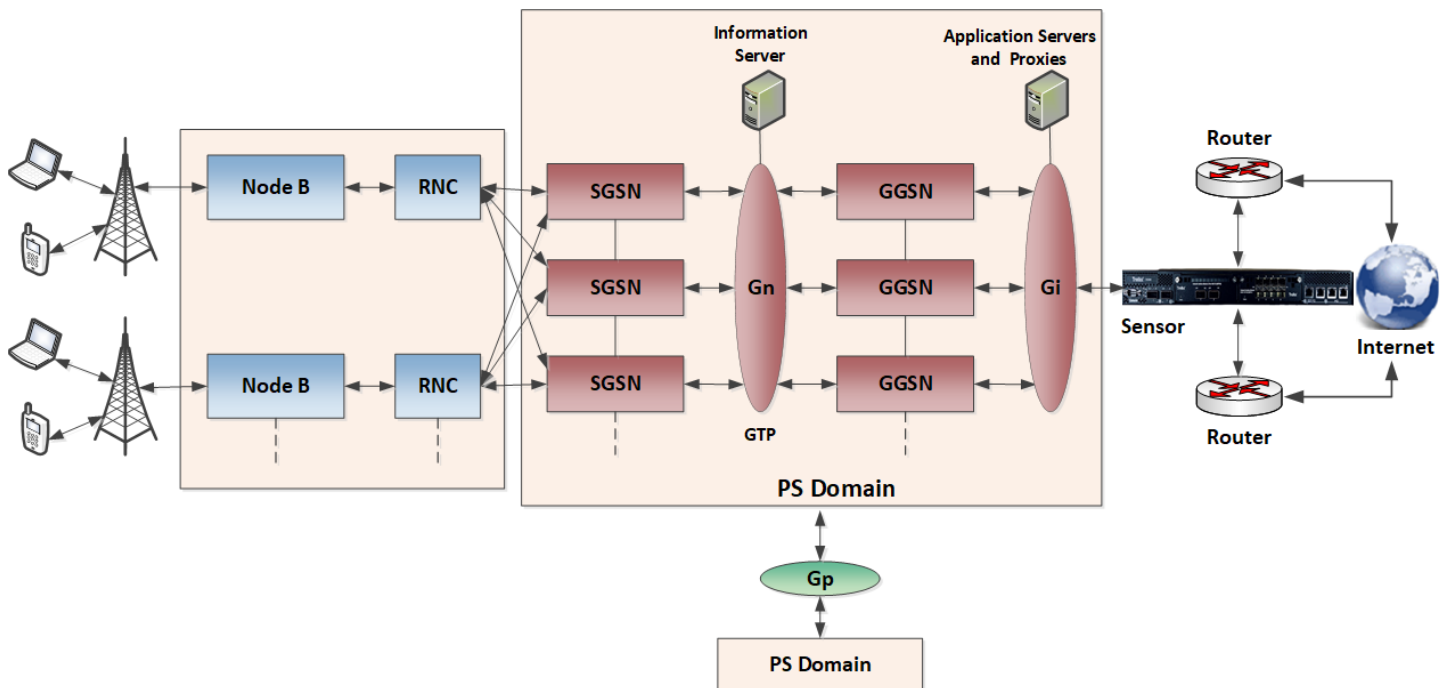 Information
Server
Application Servers
and Proxies
Router
Node B
RNC
SGSN
GGSN
SGSN
Gn
GGSN
Gi
Sensor
Internet
Node B
RNC
SGSN
GGSN
Router
GTP
PS Domain
Gp
PS Domain